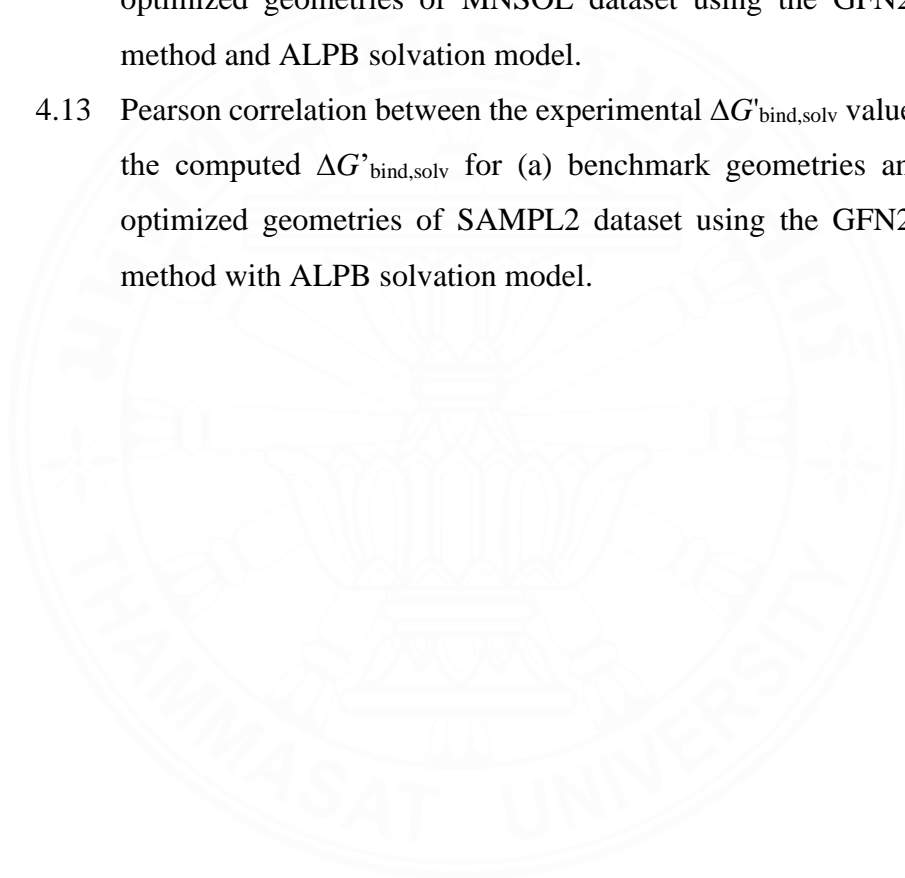 optimized geometries of MNSOL dataset using the GFN2
method and ALPB solvation model.
4.13 Pearson correlation between the experimental ΔG'bind,solv value
the computed ΔG’bind,solv for (a) benchmark geometries an
optimized geometries of SAMPL2 dataset using the GFN2
method with ALPB solvation model.
THAMMASAT UNIVERSITY